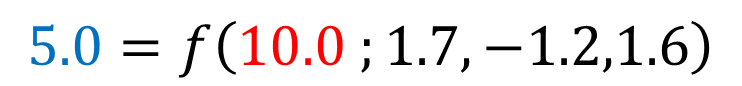 5.0 = f(10.0 ; 1.7, −1.2,1.6)